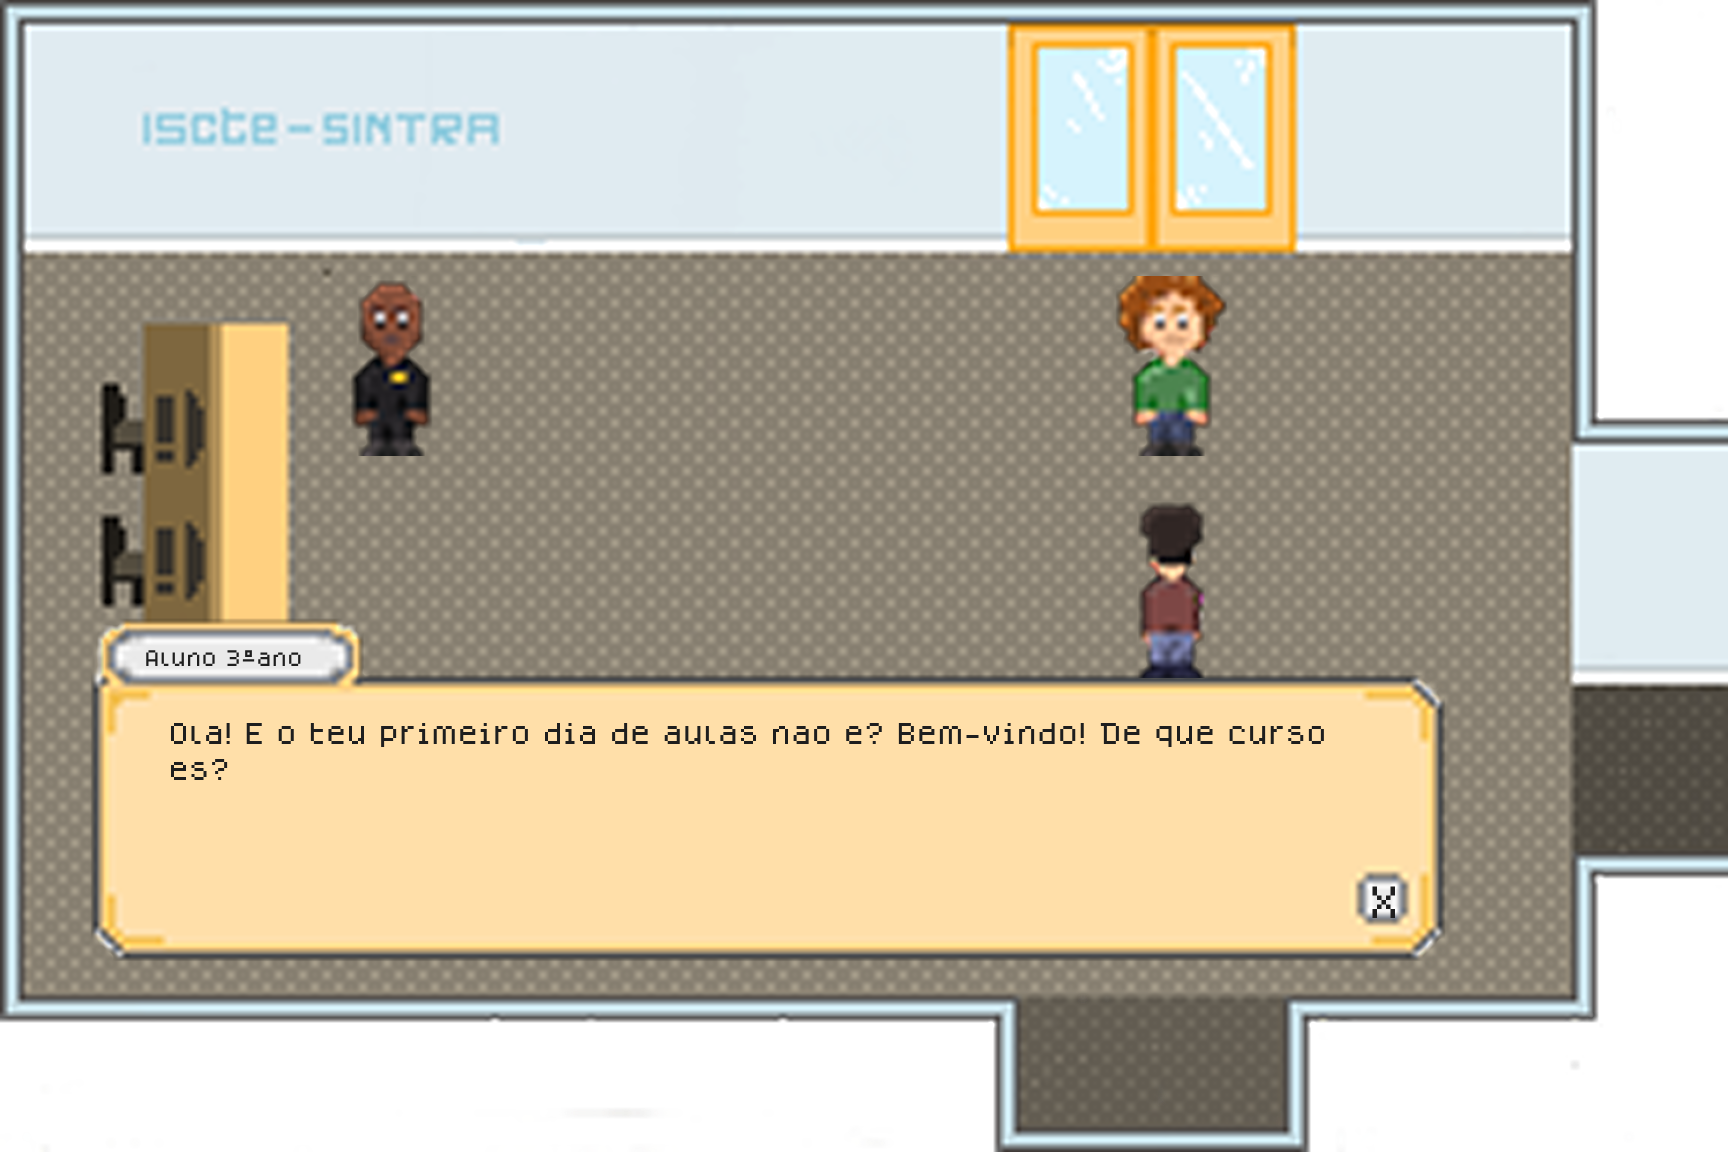 Iscte-SINTRA
Aluno 3ºano
Ola! E o teu primeiro dia de aulas nao e? Bem-vindo! De que curso
es?
X